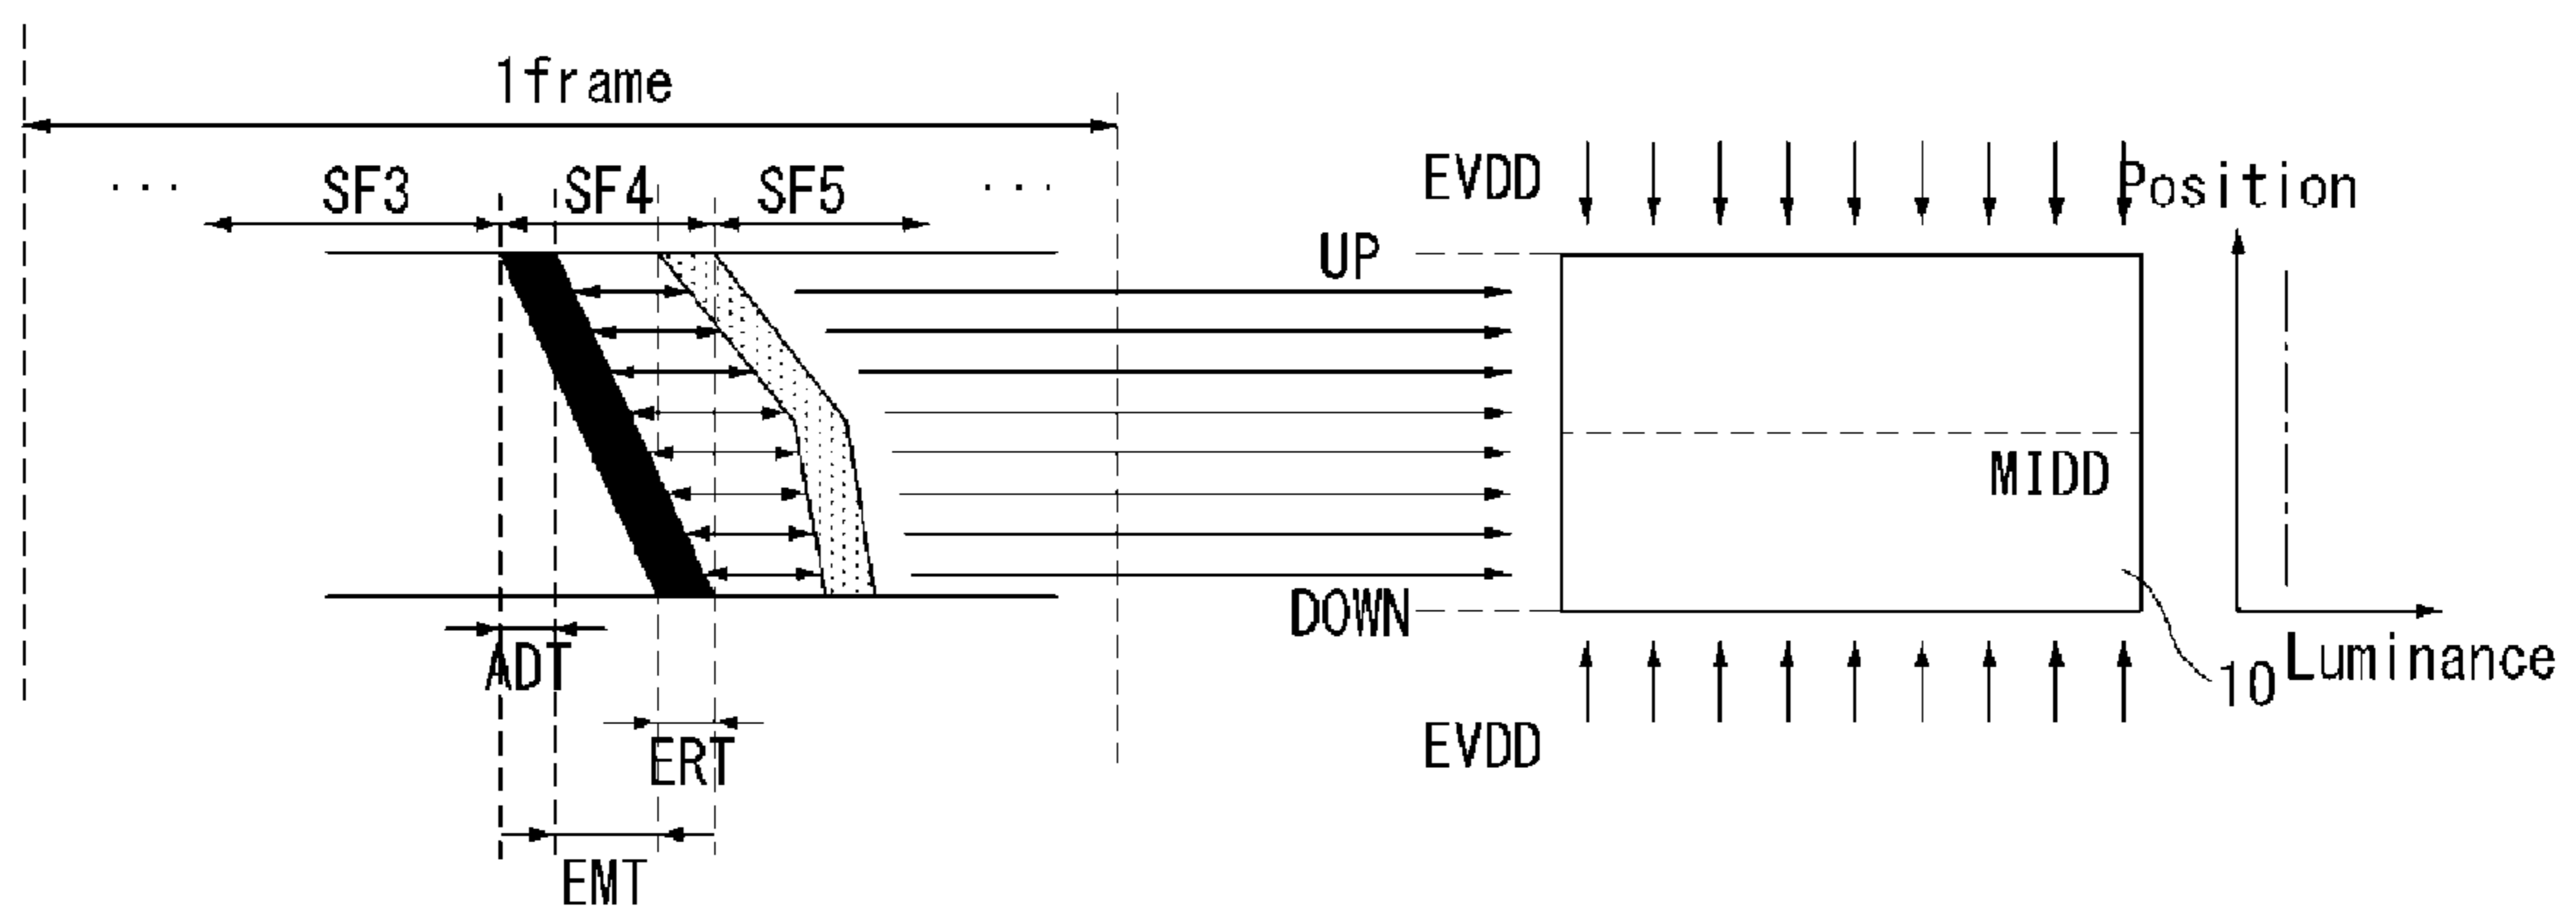 1frame
... SF3 SF4 SF5 ...
EVDD
Position
UP
MIDD
DOWN
ADT
10
Luminance
ERT
EVDD
EMT